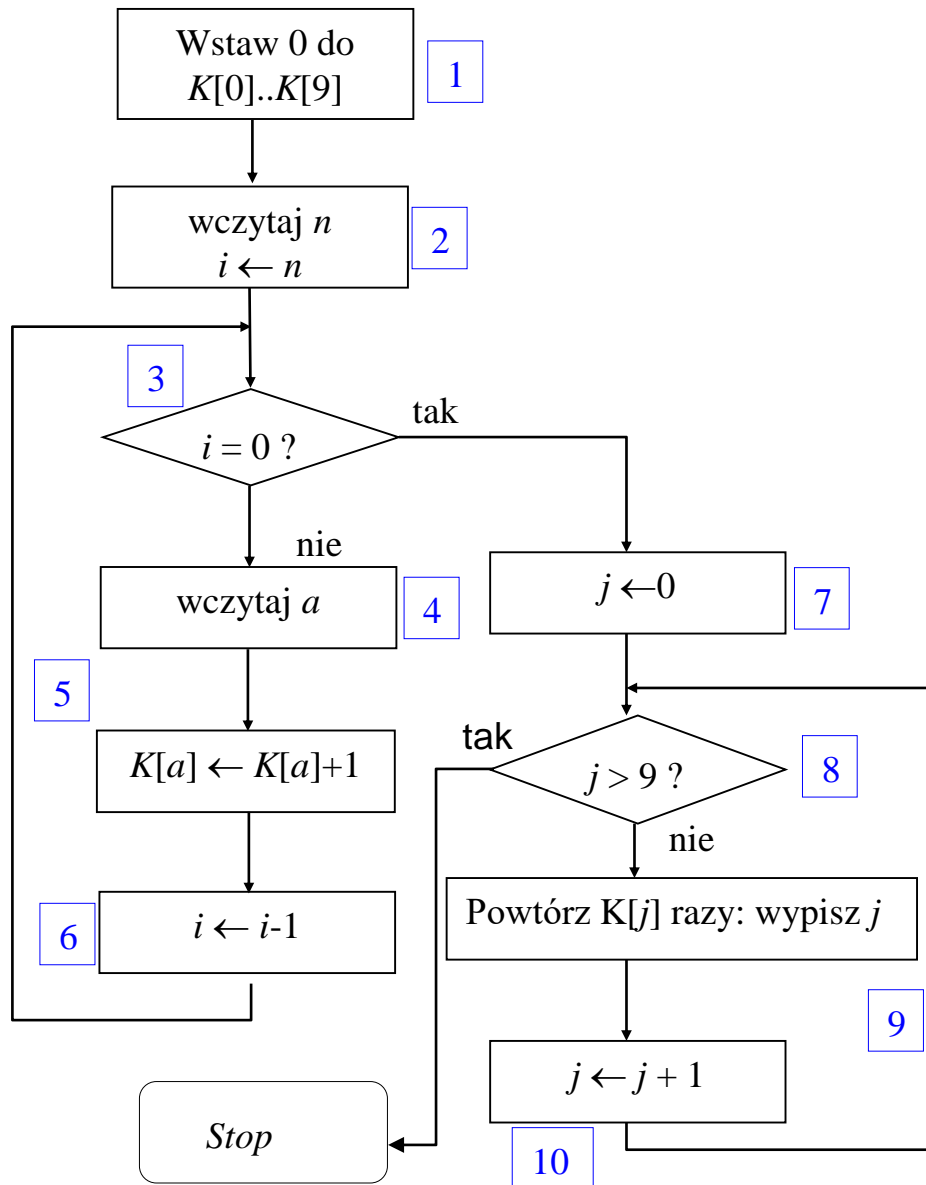 Wstaw 0 do
K[0]..K[9]
1
wczytaj n
i ← n
2
3
i = 0 ?
tak
nie
wczytaj a
4
j ←0
7
5
K[a] ← K[a]+1
tak
j > 9 ?
8
nie
6
i ← i-1
Powtórz K[j] razy: wypisz j
9
j ← j + 1
10
Stop